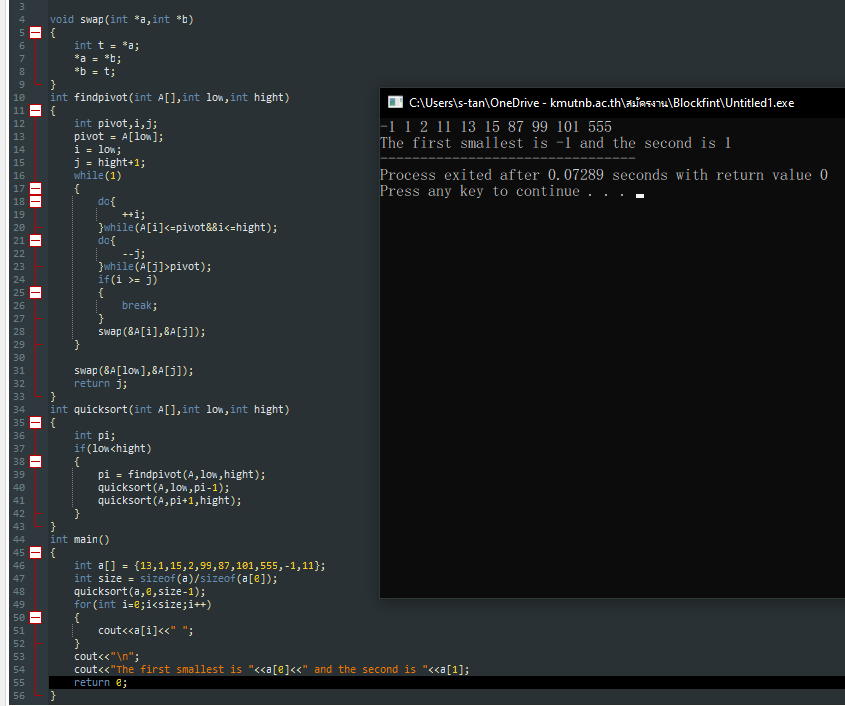 3
4 void swap(int *a,int *b)
5 {
6 int t = *a;
7 *a = *b;
8 *b = t;
9 }
10 int findpivot(int A[],int low,int hight)
11 {
12 int pivot,i,j;
13 pivot = A[low];
14 i = low;
15 j = hight+1;
16 while(1)
17 {
18 do{
19 ++i;
20 }while(A[i]<=pivot&&i<=hight);
21 do{
22 --j;
23 }while(A[j]>pivot);
24 if(i >= j)
25 {
26 break;
27 }
28 swap(&A[i],&A[j]);
29 }
30
31 swap(&A[low],&A[j]);
32 return j;
33 }
34 int quicksort(int A[],int low,int hight)
35 {
36 int pi;
37 if(low<hight)
38 {
39 pi = findpivot(A,low,hight);
40 quicksort(A,low,pi-1);
41 quicksort(A,pi+1,hight);
42 }
43 }
44 int main()
45 {
46 int a[] = {13,1,15,2,99,87,101,555,-1,11};
47 int size = sizeof(a)/sizeof(a[0]);
48 quicksort(a,0,size-1);
49 for(int i=0;i<size;i++)
50 {
51 cout<<a[i]<<" ";
52 }
53 cout<<"\n";
54 cout<<"The first smallest is "<<a[0]<<" and the second is "<<a[1];
55 return 0;
56 }
C:\Users\s-tan\OneDrive - kmutnb.ac.th\สมัครงาน\Blockfint\Untitled1.exe
-1 1 2 11 13 15 87 99 101 555
The first smallest is -1 and the second is 1
--------------------------------
Process exited after 0.07289 seconds with return value 0
Press any key to continue . . .